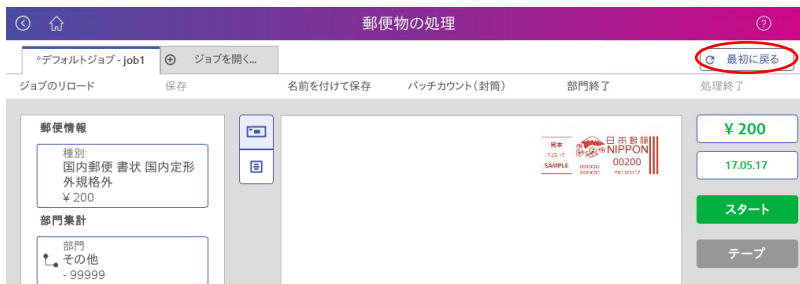 郵便物の処理
*デフォルトジョブ - job1
ジョブを開く...
最初に戻る
ジョブのリロード
保存
名前を付けて保存
バッチカウント(封筒)
部門終了
処理終了
郵便情報
種別:
国内郵便 書状 国内定形
外規格外
¥ 200
部門集計
部門
その他
- 99999
見本
17.05.17
SAMPLE
日本郵便
NIPPON
00200
¥ 200
17.05.17
スタート
テープ